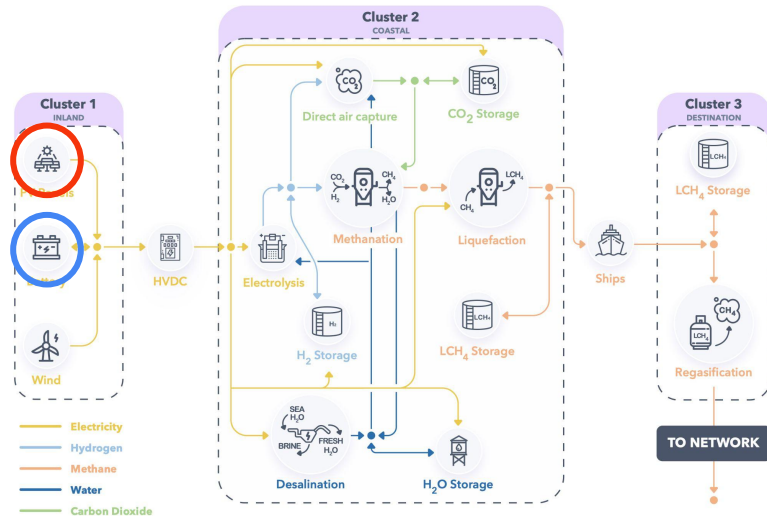 Cluster 1
INLAND
Wind
HVDC
Cluster 2
COASTAL
CO2
Direct air capture
CO2
CO2 Storage
CO2
H2
CH4
H2O
Methanation
CH4
LCH4
Liquefaction
Electrolysis
H2
H2 Storage
LCH4
LCH4 Storage
SEA
H2O
BRINE
FRESH
H2O
Desalination
H2O Storage
Ships
Cluster 3
DESTINATION
LCH4
LCH4 Storage
LCH4
CH4
Regasification
TO NETWORK
Electricity
Hydrogen
Methane
Water
Carbon Dioxide